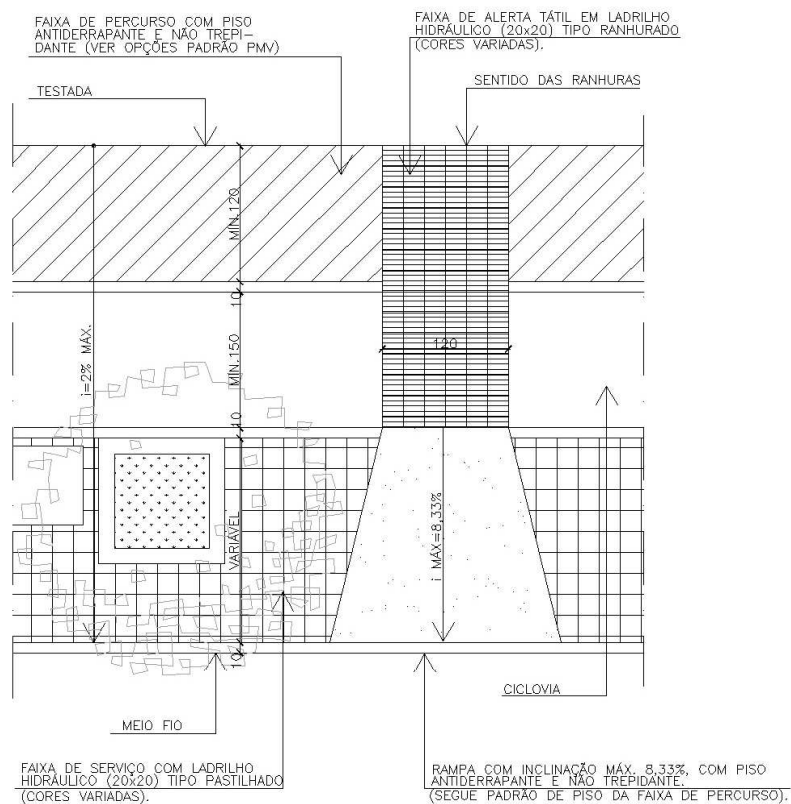 FAIXA DE PERCURSO COM PISO
ANTIDERRAPANTE E NÃO TREPI-
DANTE (VER OPÇÕES PADRÃO PMV)
FAIXA DE ALERTA TÁTIL EM LADRILHO
HIDRÁULICO (20x20) TIPO RANHURADO
(CORES VARIADAS).
TESTADA
SENTIDO DAS RANHURAS
MÍN.120
10
i=2% MÁX.
MÍN.150
120
10
VARIÁVEL
i MÁX=8,33%
10
CICLOVIA
MEIO FIO
FAIXA DE SERVIÇO COM LADRILHO
HIDRÁULICO (20x20) TIPO PASTILHADO
(CORES VARIADAS).
RAMPA COM INCLINAÇÃO MÁX. 8,33%, COM PISO
ANTIDERRAPANTE E NÃO TREPIDANTE.
(SEGUE PADRÃO DE PISO DA FAIXA DE PERCURSO).